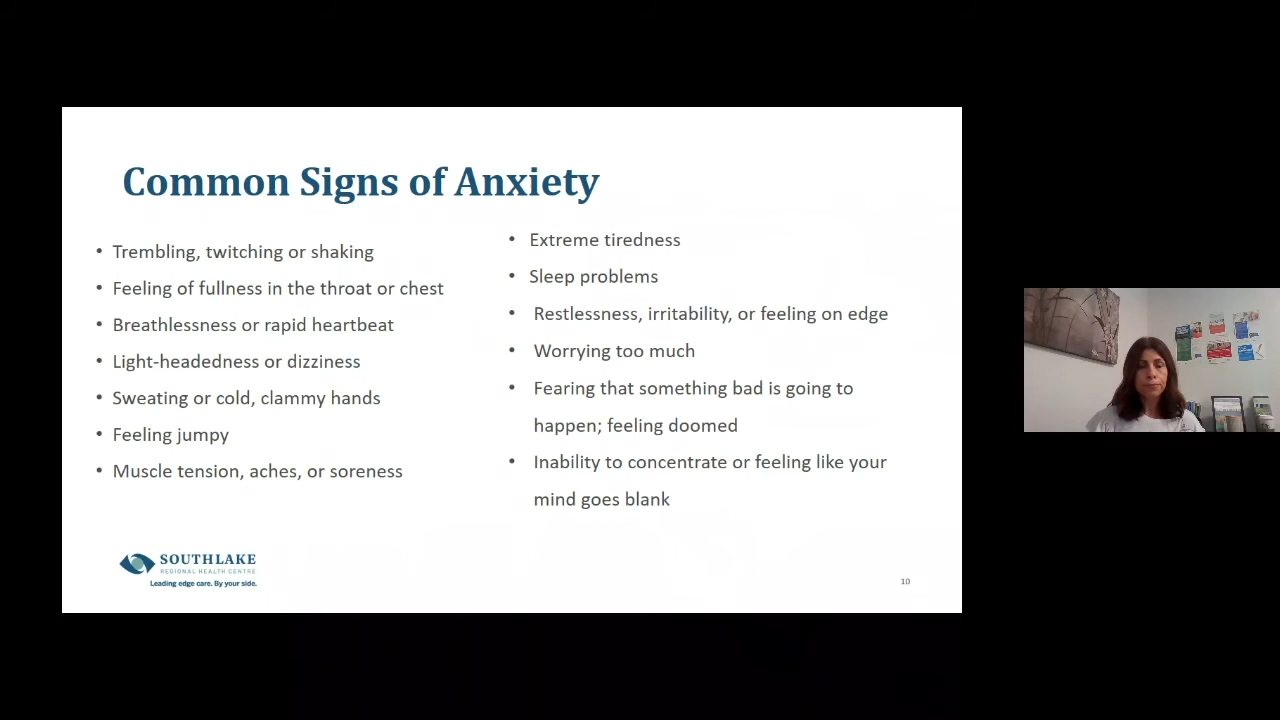 Common Signs of Anxiety
• Trembling, twitching or shaking
• Feeling of fullness in the throat or chest
• Breathlessness or rapid heartbeat
• Light-headedness or dizziness
• Sweating or cold, clammy hands
• Feeling jumpy
• Muscle tension, aches, or soreness
• Extreme tiredness
• Sleep problems
• Restlessness, irritability, or feeling on edge
• Worrying too much
• Fearing that something bad is going to
happen; feeling doomed
• Inability to concentrate or feeling like your
mind goes blank
SOUTHLAKE
REGIONAL HEALTH CENTRE
Leading edge care. By your side.
10